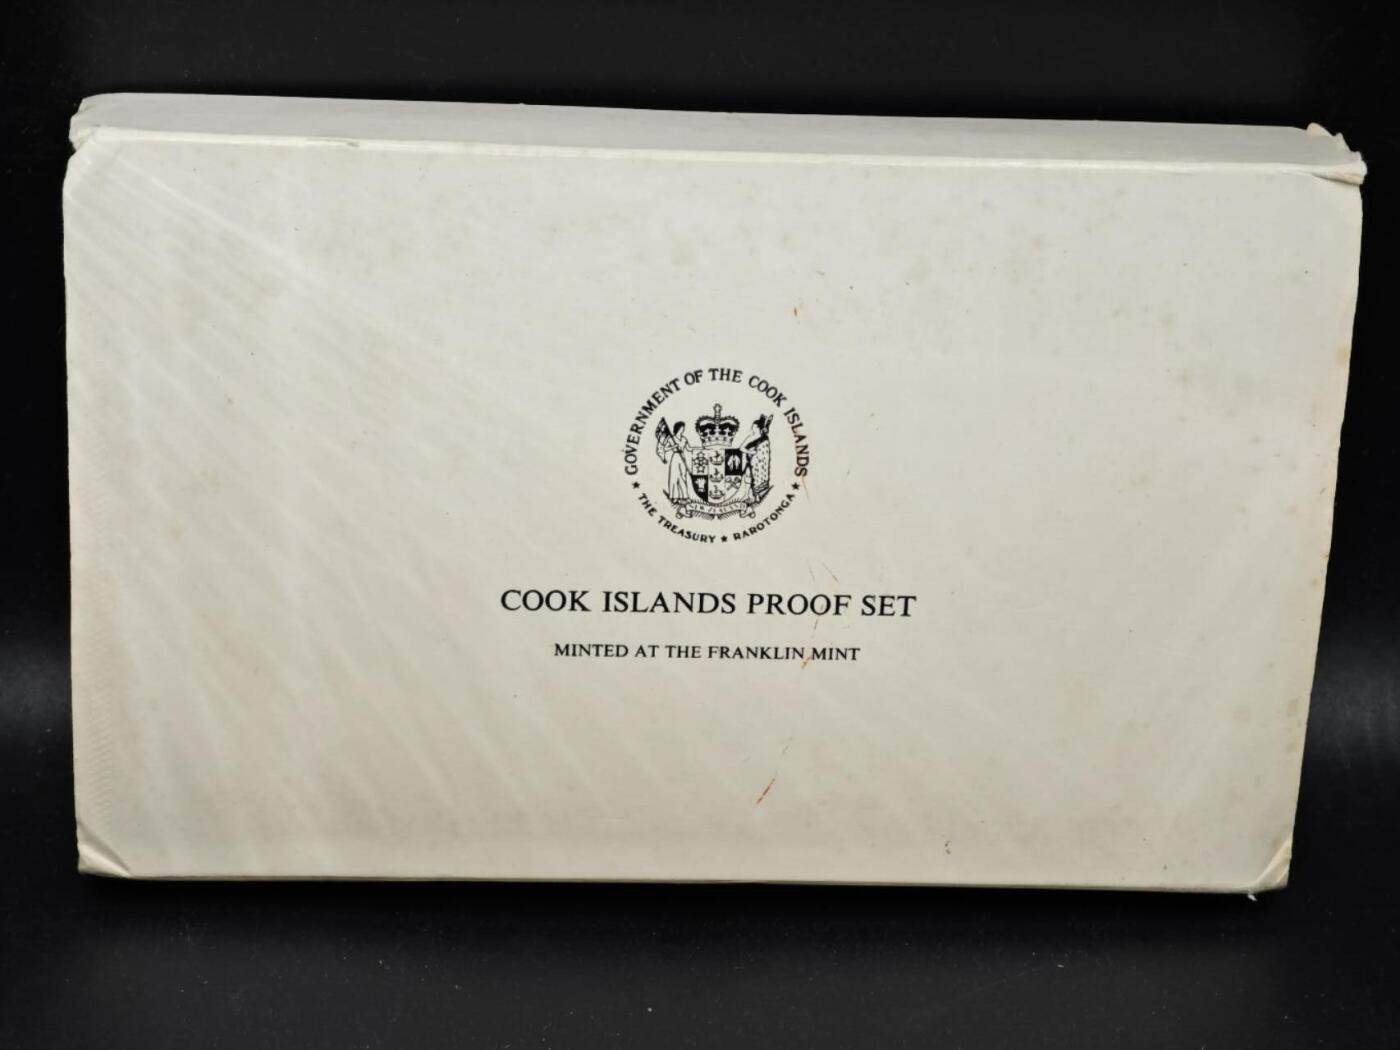 GOVERNMENT OF THE COOK ISLANDS
★ THE TREASURY ★ RAROTONGA ★
NEW ZEALAND
COOK ISLANDS PROOF SET
MINTED AT THE FRANKLIN MINT